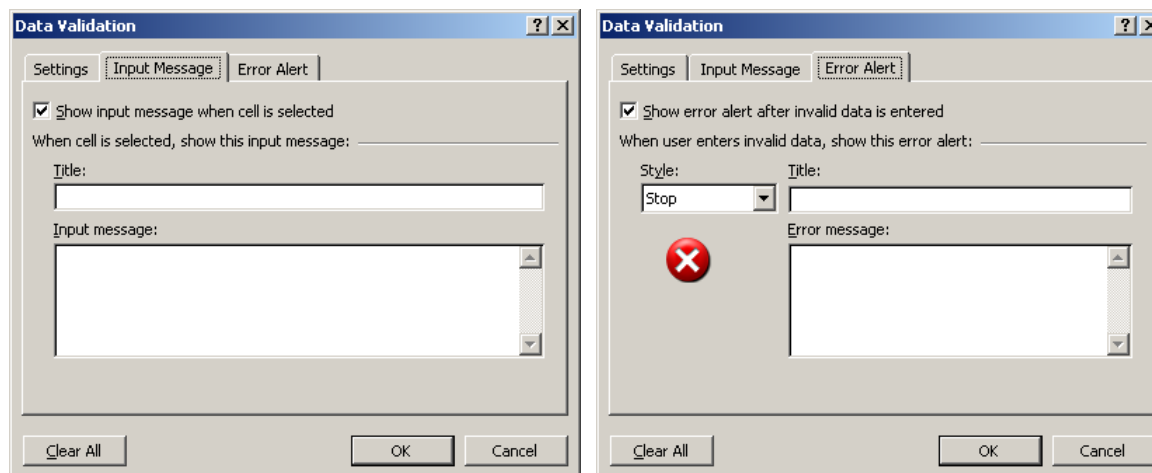 Data Validation
Settings Input Message Error Alert
Show input message when cell is selected
When cell is selected, show this input message:
Title:
Input message:
Clear All OK Cancel
Data Validation
Settings Input Message Error Alert
Show error alert after invalid data is entered
When user enters invalid data, show this error alert:
Style: Title:
Stop
Error message:
Clear All OK Cancel